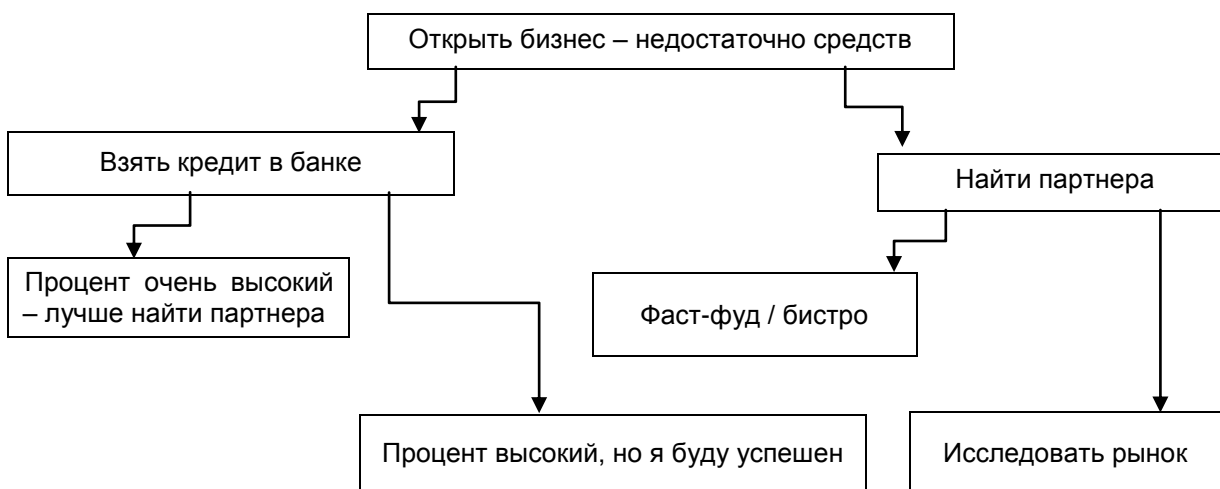 Открыть бизнес – недостаточно средств
Взять кредит в банке
Найти партнера
Процент очень высокий
– лучше найти партнера
Фаст-фуд / бистро
Процент высокий, но я буду успешен
Исследовать рынок